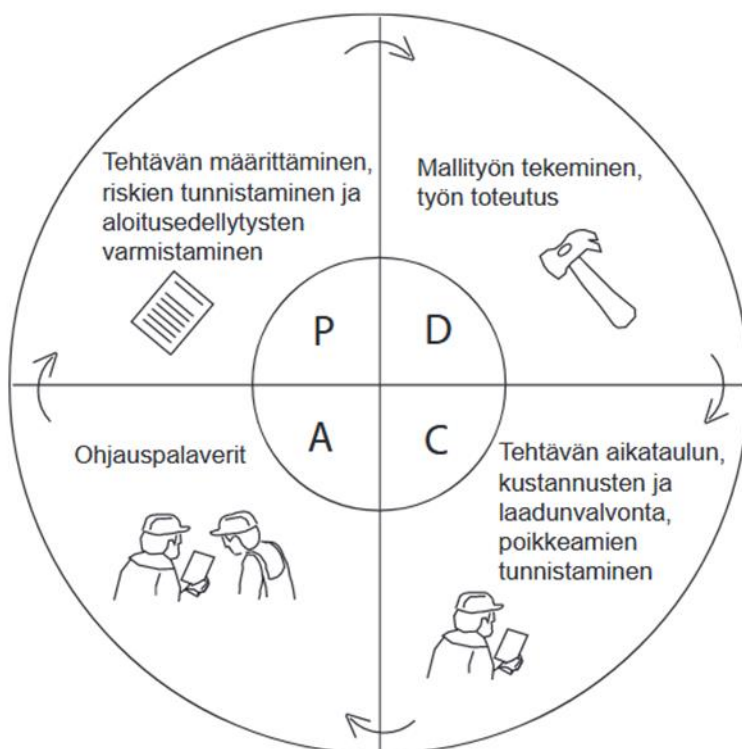 Tehtävän määrittäminen,
riskien tunnistaminen ja
aloitusedellytysten
varmistaminen
Mallityön tekeminen,
työn toteutus
P
D
A
C
Ohjauspalaverit
Tehtävän aikataulun,
kustannusten ja
laadunvalvonta,
poikkeamien
tunnistaminen